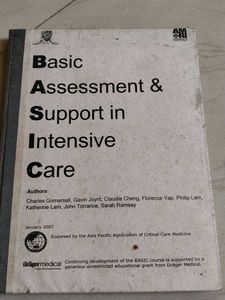 Basic
Assessment &
Support in
Intensive
Care
Authors
Charles Gomersall, Gavin Joynt, Claudia Cheng, Florence Yap, Philip Lam,
Katherine Lam, John Torrance, Sarah Ramsay
January 2007
Endorsed by the Asia Pacific Association of Critical Care Medicine
Drägermedical
Continuing development of the BASIC course is supported by a
generous unrestricted educational grant from Dräger Medical.